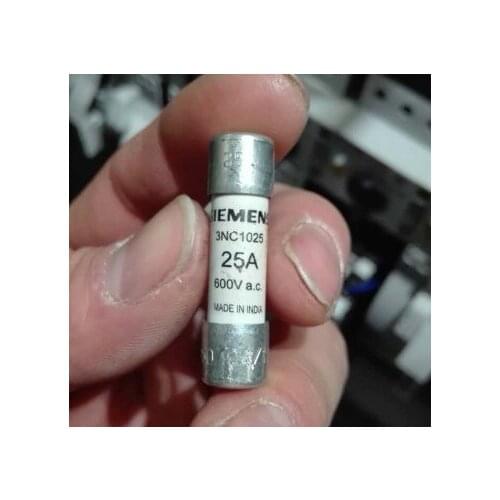 SIEMENS
3NC1025
25A
600V a.c.
MADE IN INDIA